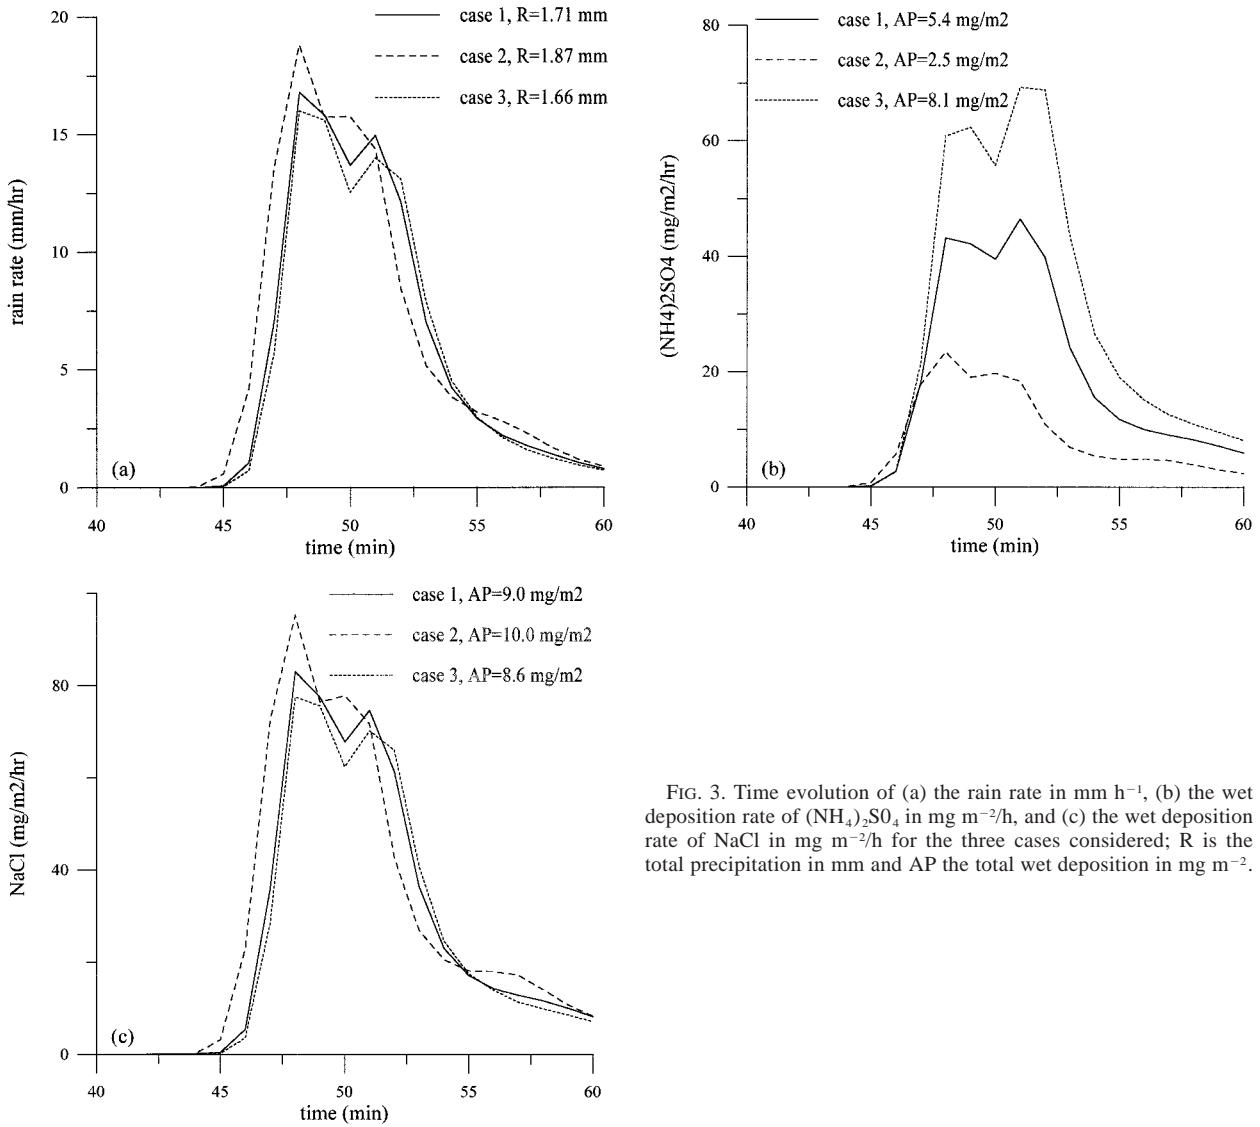 20
15
10
5
0
rain rate (mm/hr)
case 1, R=1.71 mm
case 2, R=1.87 mm
case 3, R=1.66 mm
(a)
40 45 50 55 60
time (min)
80
60
40
20
0
(NH4)2SO4 (mg/m2/hr)
case 1, AP=5.4 mg/m2
case 2, AP=2.5 mg/m2
case 3, AP=8.1 mg/m2
(b)
40 45 50 55 60
time (min)
80
40
0
NaCl (mg/m2/hr)
case 1, AP=9.0 mg/m2
case 2, AP=10.0 mg/m2
case 3, AP=8.6 mg/m2
(c)
40 45 50 55 60
time (min)
FIG. 3. Time evolution of (a) the rain rate in mm h⁻¹, (b) the wet
deposition rate of (NH₄)₂S0₄ in mg m⁻²/h, and (c) the wet deposition
rate of NaCl in mg m⁻²/h for the three cases considered; R is the
total precipitation in mm and AP the total wet deposition in mg m⁻².